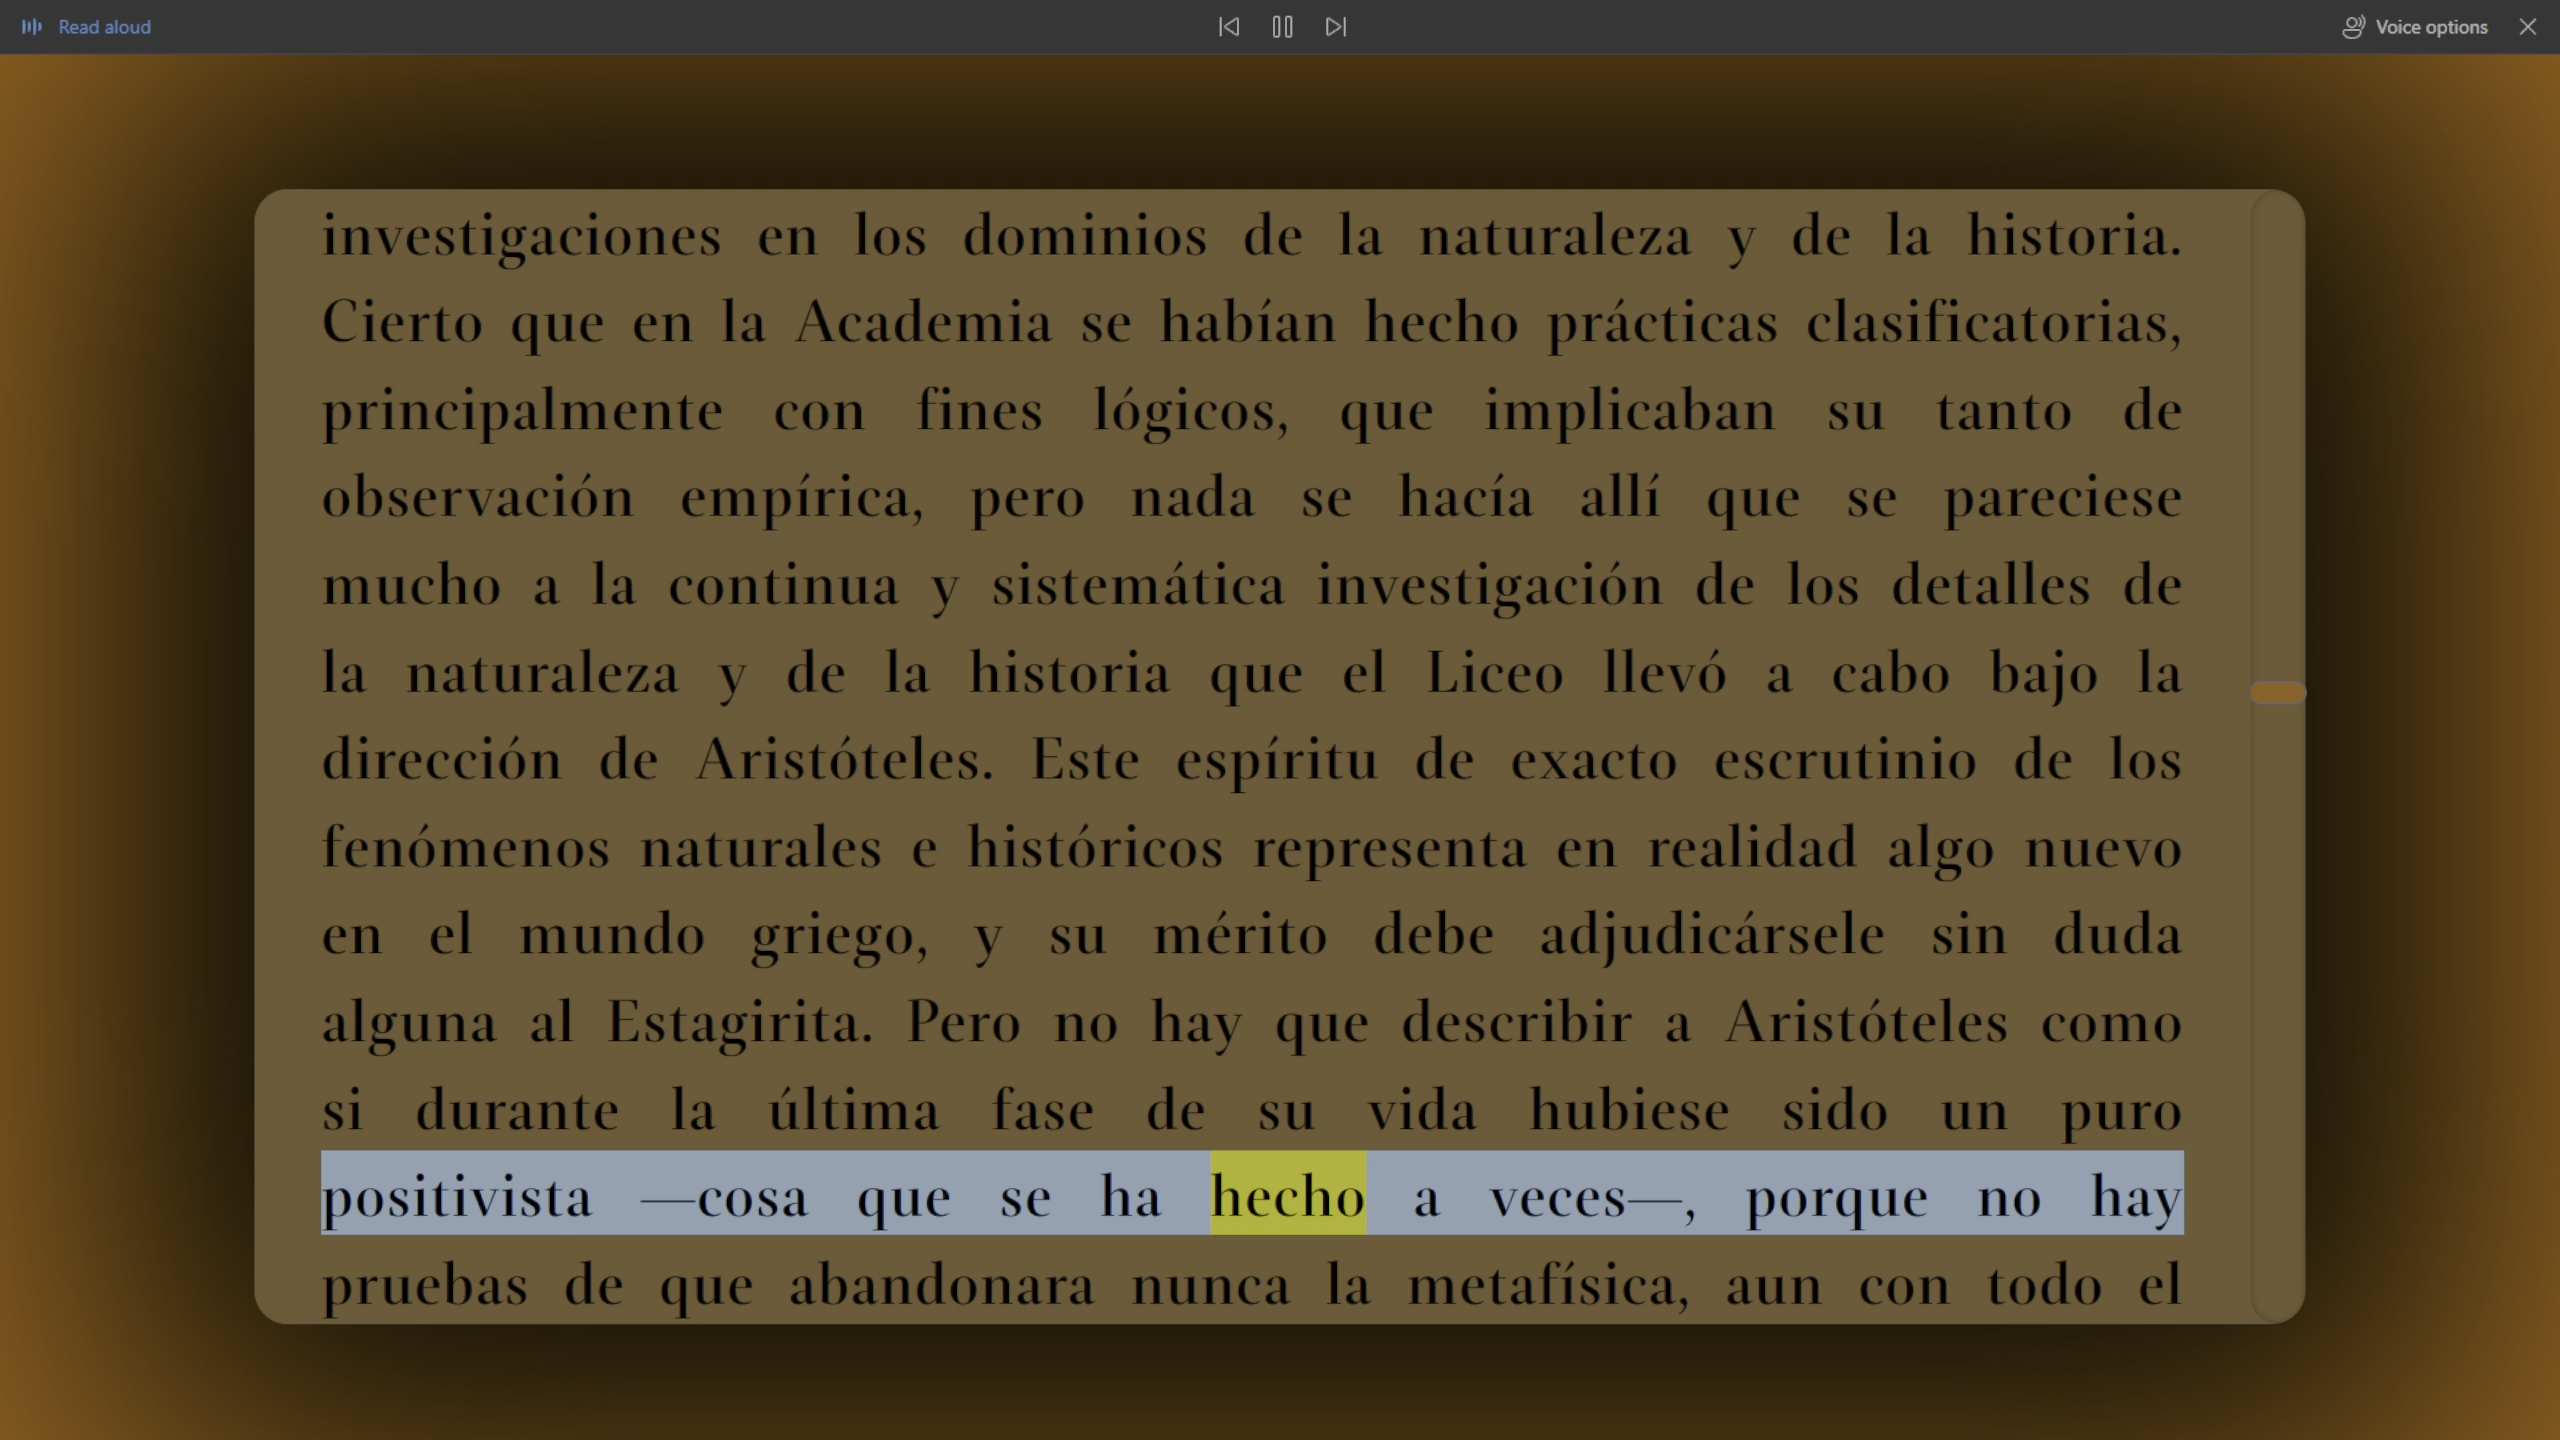 Read aloud
Voice options
investigaciones en los dominios de la naturaleza y de la historia.
Cierto que en la Academia se habían hecho prácticas clasificatorias,
principalmente con fines lógicos, que implicaban su tanto de
observación empírica, pero nada se hacía allí que se pareciese
mucho a la continua y sistemática investigación de los detalles de
la naturaleza y de la historia que el Liceo llevó a cabo bajo la
dirección de Aristóteles. Este espíritu de exacto escrutinio de los
fenómenos naturales e históricos representa en realidad algo nuevo
en el mundo griego, y su mérito debe adjudicársele sin duda
alguna al Estagirita. Pero no hay que describir a Aristóteles como
si durante la última fase de su vida hubiese sido un puro
positivista —cosa que se ha hecho a veces—, porque no hay
pruebas de que abandonara nunca la metafísica, aun con todo el